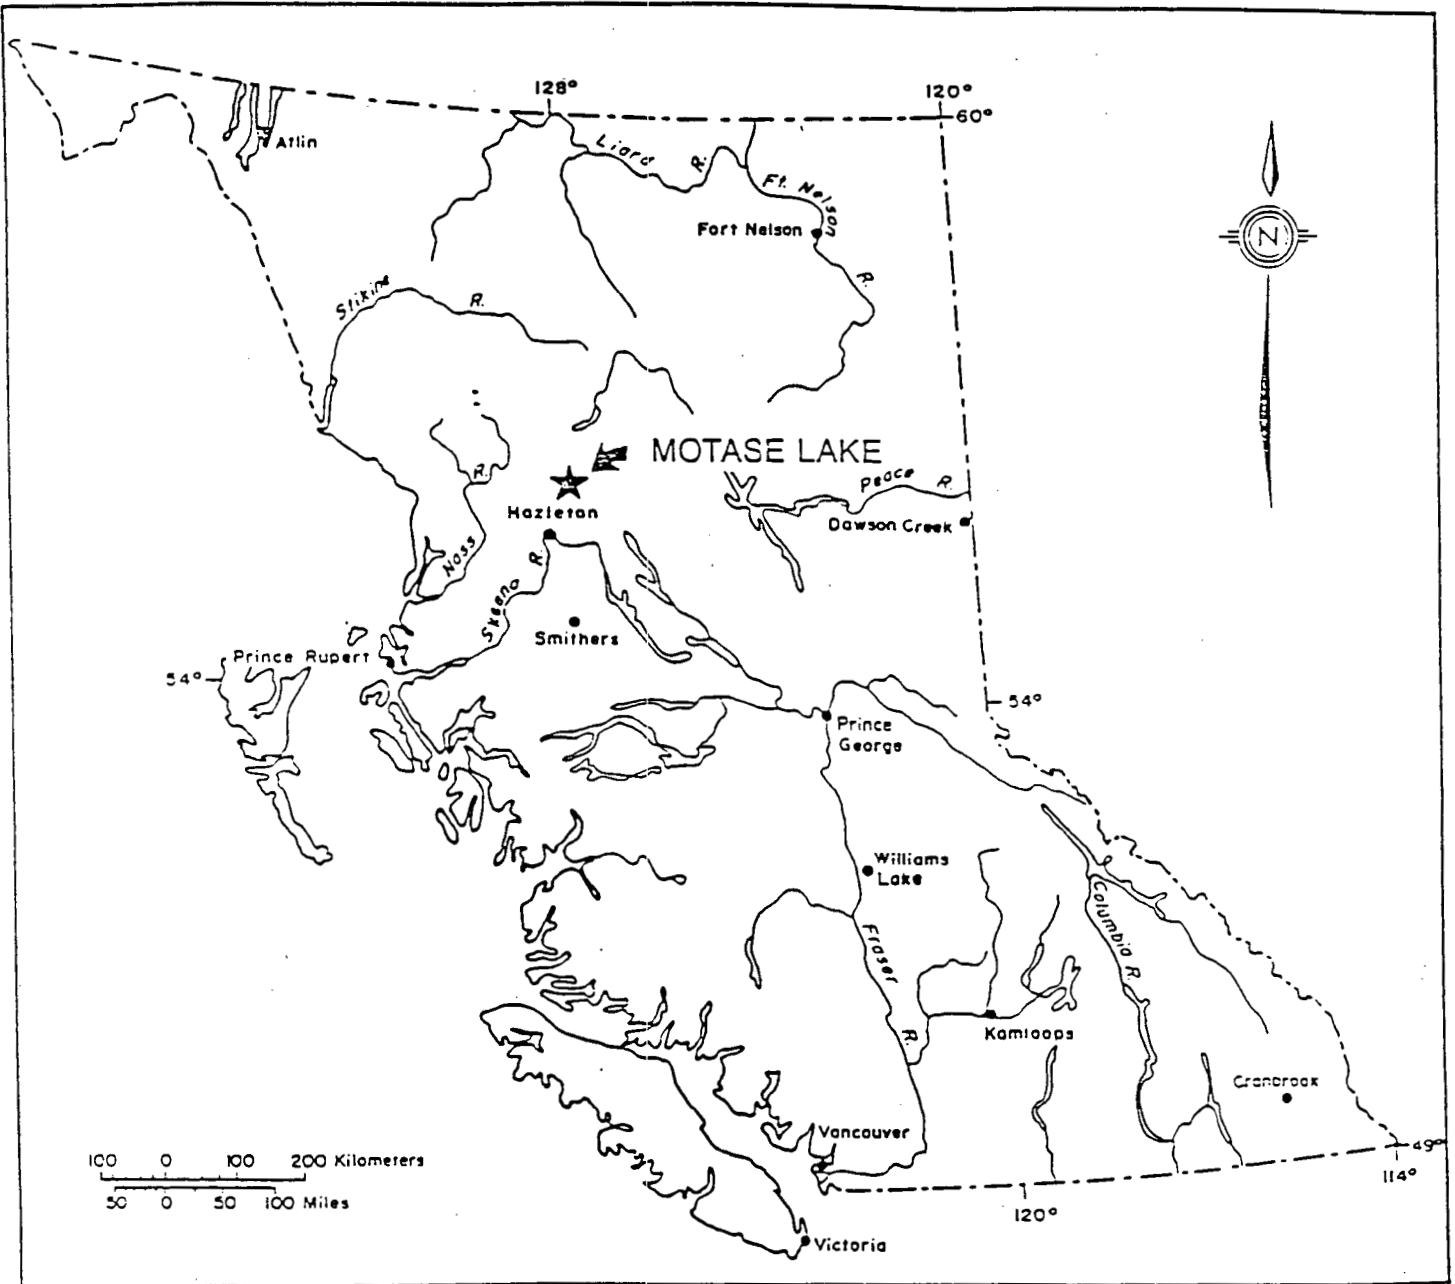 128°
120°
60°
Atlin
Liard
R.
Ft. Nelson
Fort Nelson
R.
Stikine
R.
MOTASE LAKE
R.
Peace
R.
Hazleton
Dawson Creek
Nass
R.
Skeena
Smithers
Prince Rupert
54°
54°
Prince
George
Williams
Lake
Columbia R.
Fraser
R.
Kamloops
Cranbrook
Vancouver
49°
114°
120°
Victoria
100 0 100 200 Kilometers
50 0 50 100 Miles
N